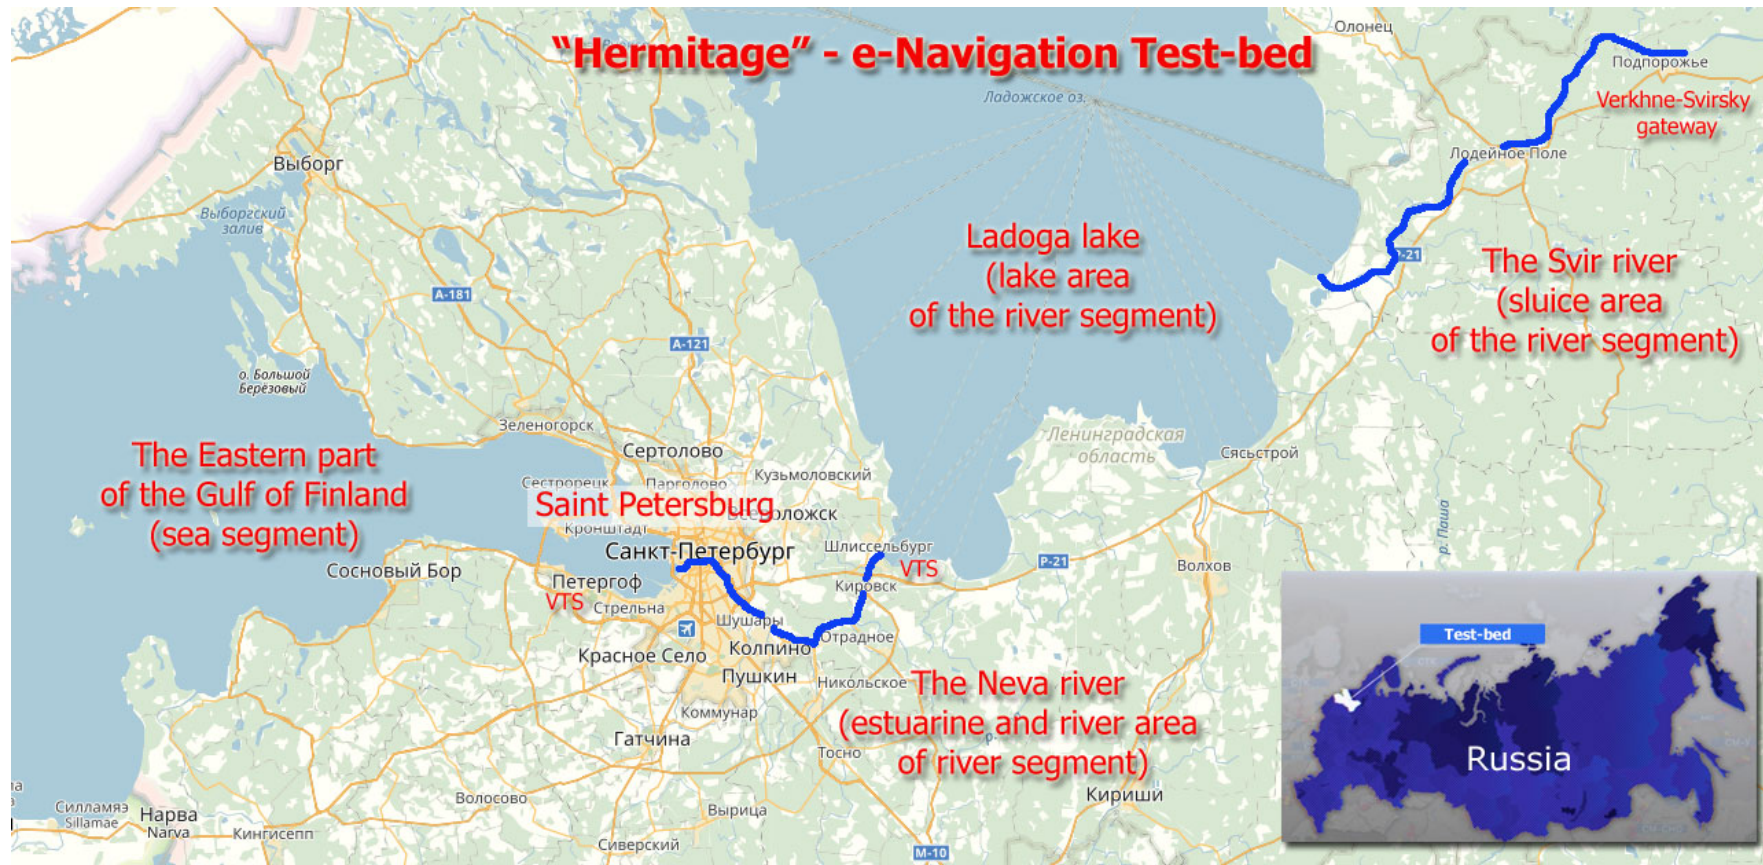 Олонец
"Hermitage" - e-Navigation Test-bed
Подпорожье
Ладожское оз.
Verkhne-Svirsky
gateway
Выборг
Лодейное Поле
Выборгский
залив
Ladoga lake
(lake area
of the river segment)
P-21
The Svir river
(sluice area
of the river segment)
A-181
A-121
о. Большой
Берёзовый
Зеленогорск
Ленинградская
область
Сертолово
Сясьстрой
The Eastern part
of the Gulf of Finland
(sea segment)
Кузьмоловский
Сестрорецк
Парголово
Saint Petersburg
Всеволожск
Кронштадт
р. Паша
Санкт-Петербург
Шлиссельбург
VTS
P-21
Волхов
Сосновый Бор
Петергоф
Кировск
VTS
Стрельна
Шушары
Отрадное
Колпино
Красное Село
Пушкин
Никольское
The Neva river
(estuarine and river area
of river segment)
Коммунар
Гатчина
Тосно
Test-bed
Russia
Кириши
Волосово
Вырица
Силламяэ
Sillamae
Нарва
Narva
Кингисепп
Сиверский
M-10